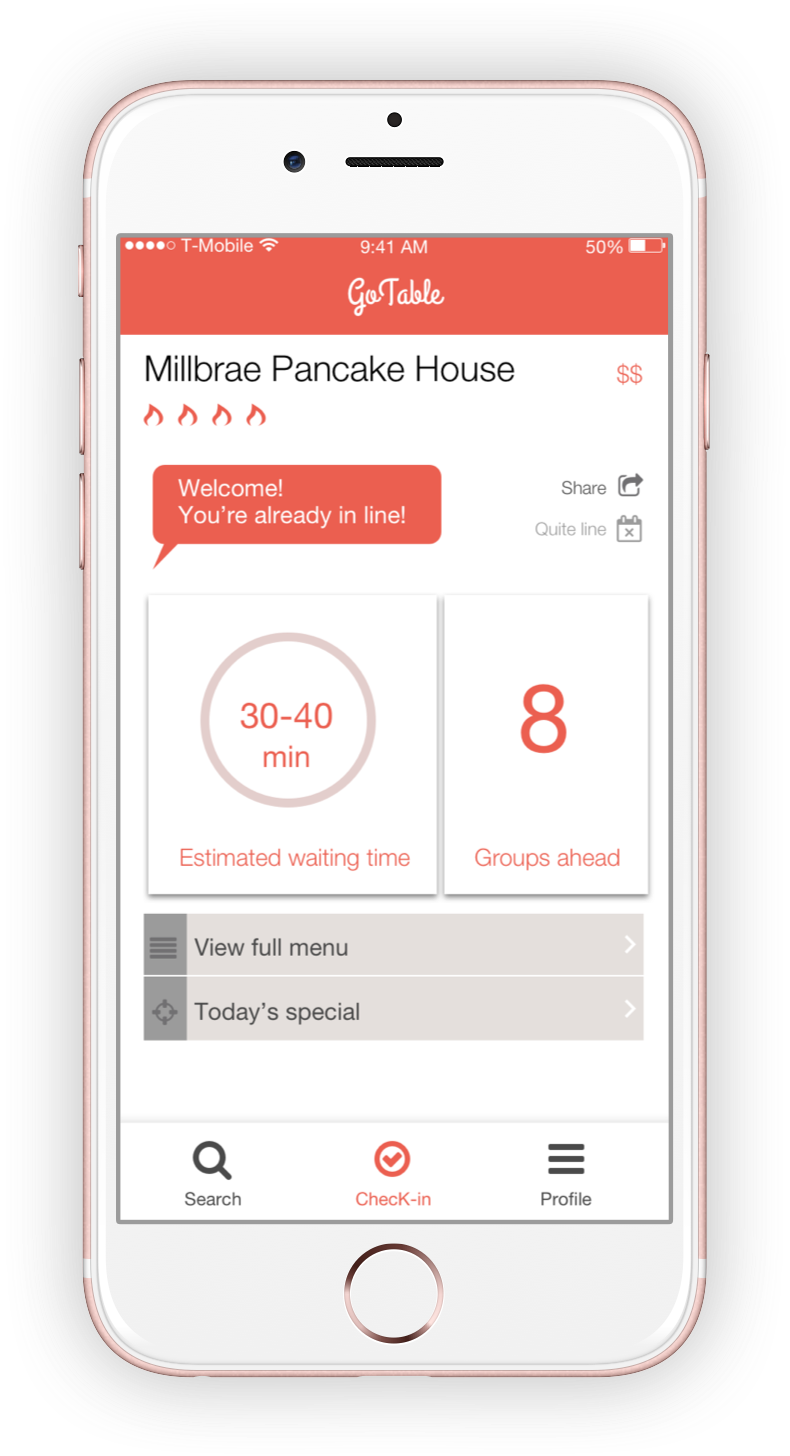 T-Mobile 9:41 AM 50%
GoTable
Millbrae Pancake House $$
Welcome!
You're already in line!
Share
Quite line
30-40
min
8
Estimated waiting time
Groups ahead
View full menu
Today's special
Search
ChecK-in
Profile